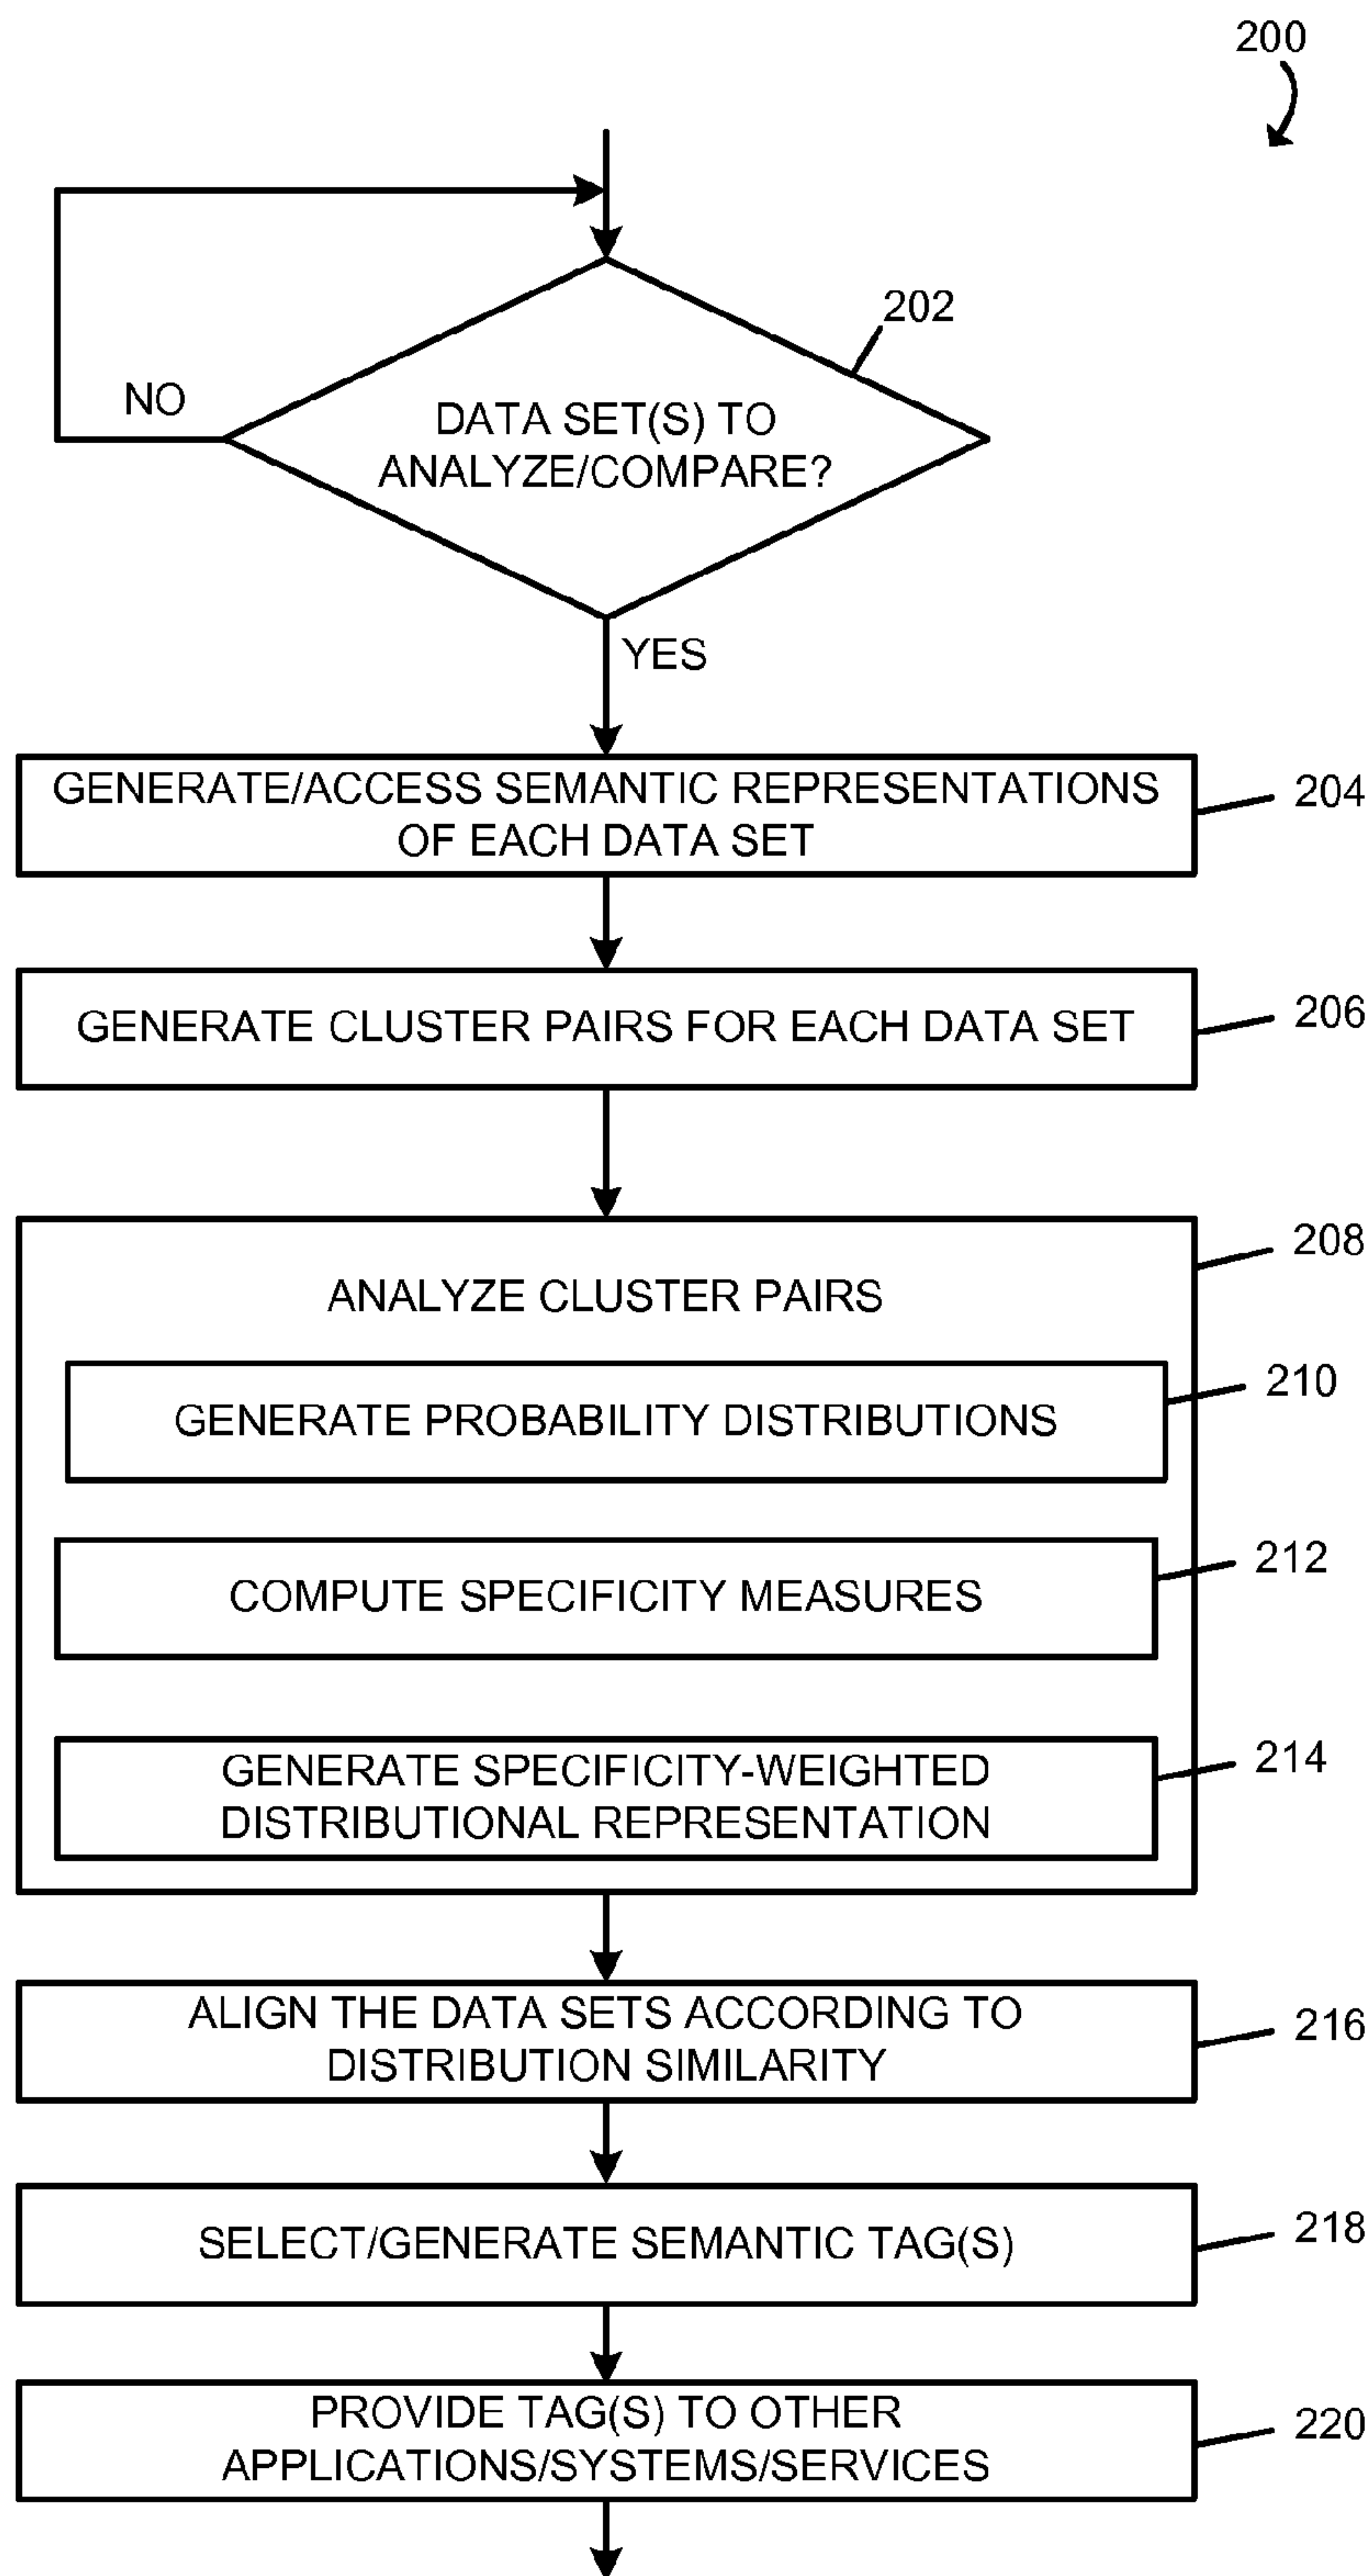 200
202
NO
DATA SET(S) TO
ANALYZE/COMPARE?
YES
GENERATE/ACCESS SEMANTIC REPRESENTATIONS
OF EACH DATA SET
204
GENERATE CLUSTER PAIRS FOR EACH DATA SET
206
208
ANALYZE CLUSTER PAIRS
210
GENERATE PROBABILITY DISTRIBUTIONS
212
COMPUTE SPECIFICITY MEASURES
214
GENERATE SPECIFICITY-WEIGHTED
DISTRIBUTIONAL REPRESENTATION
ALIGN THE DATA SETS ACCORDING TO
DISTRIBUTION SIMILARITY
216
SELECT/GENERATE SEMANTIC TAG(S)
218
PROVIDE TAG(S) TO OTHER
APPLICATIONS/SYSTEMS/SERVICES
220